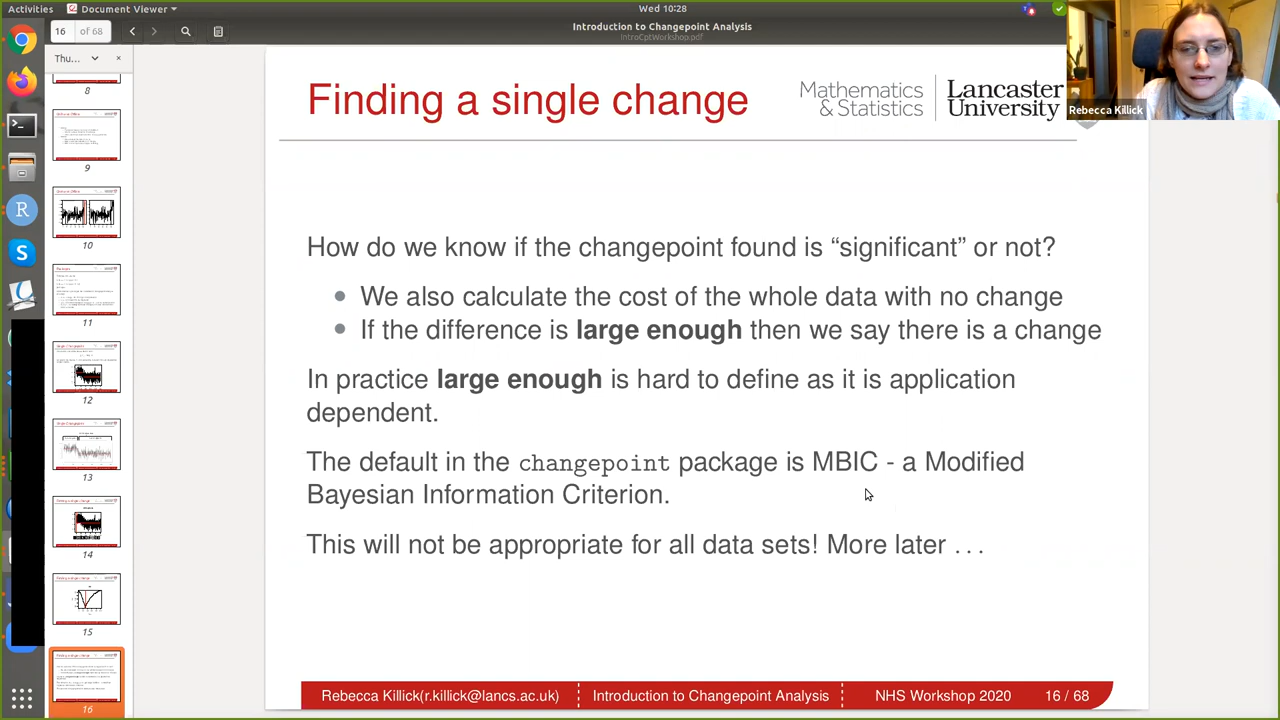 Activities
Document Viewer
Wed 10:28
16
of 68
Introduction to Changepoint Analysis
IntroCptWorkshop.pdf
Thu...
8
9
10
11
12
13
14
15
16
Finding a single change
Mathematics
& Statistics
Lancaster
University
Rebecca Killick
How do we know if the changepoint found is “significant” or not?
We also calculate the cost of the whole data with no change
If the difference is large enough then we say there is a change
In practice large enough is hard to define as it is application
dependent.
The default in the changepoint package is MBIC - a Modified
Bayesian Information Criterion.
This will not be appropriate for all data sets! More later . . .
Rebecca Killick(r.killick@lancs.ac.uk)
Introduction to Changepoint Analysis
NHS Workshop 2020
16 / 68